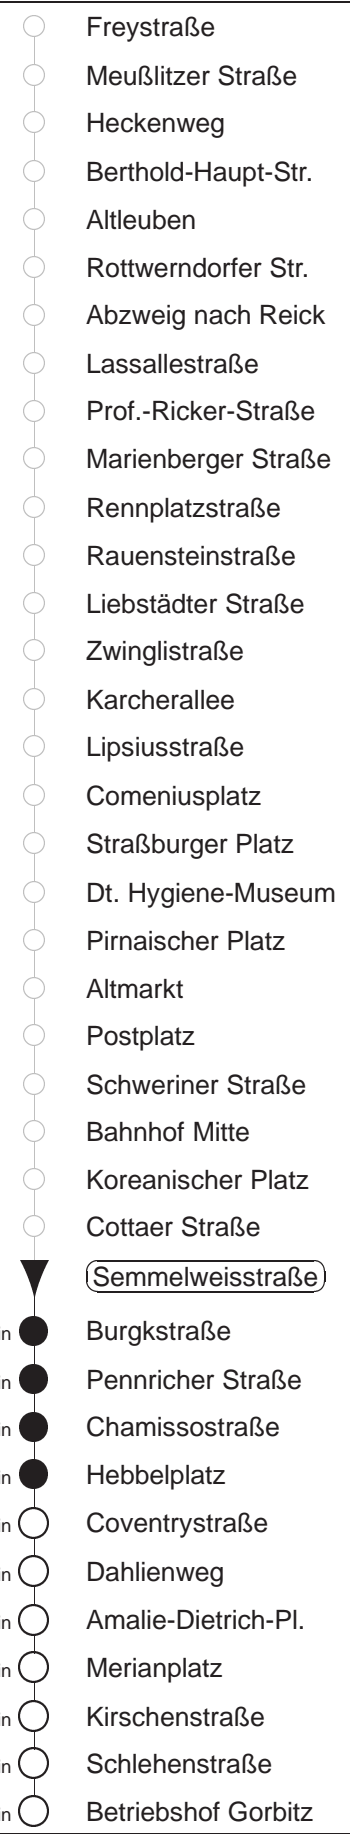 Freystraße
Meußlitzer Straße
Heckenweg
Berthold-Haupt-Str.
Altleuben
Rottwerndorfer Str.
Abzweig nach Reick
Lassallestraße
Prof.-Ricker-Straße
Marienberger Straße
Rennplatzstraße
Rauensteinstraße
Liebstädter Straße
Zwinglistraße
Karcherallee
Lipsiusstraße
Comeniusplatz
Straßburger Platz
Dt. Hygiene-Museum
Pirnaischer Platz
Altmarkt
Postplatz
Schweriner Straße
Bahnhof Mitte
Koreanischer Platz
Cottaer Straße
Semmelweisstraße
Burgkstraße
Pennricher Straße
Chamissostraße
Hebbelplatz
Coventrystraße
Dahlienweg
Amalie-Dietrich-Pl.
Merianplatz
Kirschenstraße
Schlehenstraße
Betriebshof Gorbitz